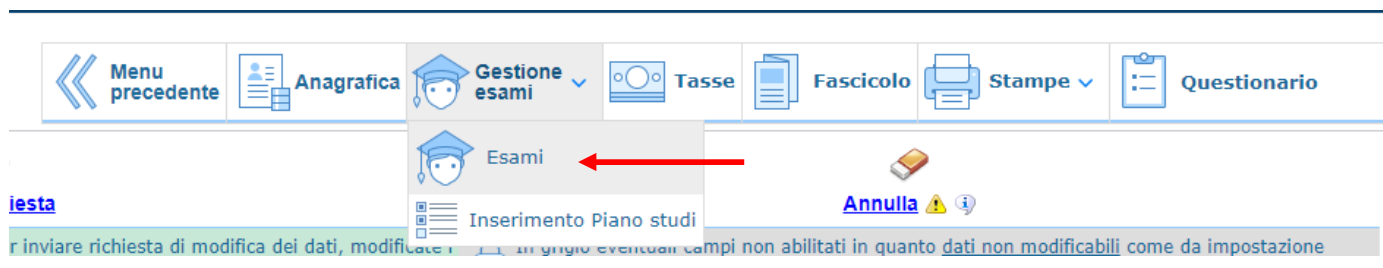 Menu
precedente
Anagrafica
Gestione
esami
Tasse
Fascicolo
Stampe
Questionario
Esami
iesta
Annulla
Inserimento Piano studi
r inviare richiesta di modifica dei dati, modificate i
In grigio eventuali campi non abilitati in quanto dati non modificabili come da impostazione